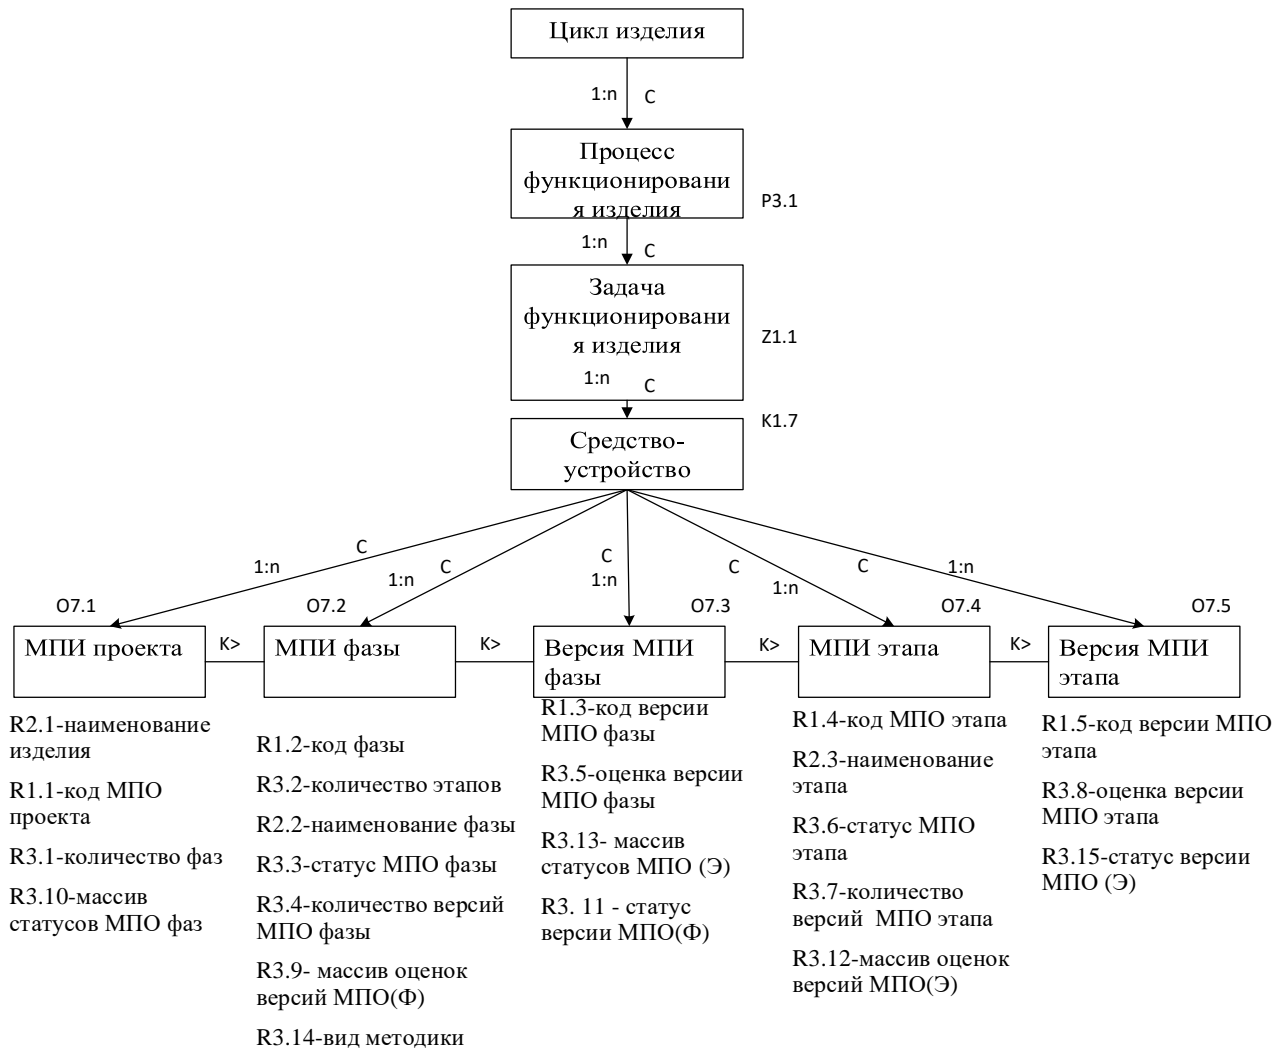 Цикл изделия
1:n
C
Процесс
функционировани
я изделия
P3.1
1:n
C
Задача
функционировани
я изделия
Z1.1
1:n
C
K1.7
Средство-
устройство
C
1:n
C
1:n
C
1:n
C
1:n
C
1:n
O7.1
O7.2
O7.3
O7.4
O7.5
МПИ проекта
K>
МПИ фазы
K>
Версия МПИ
фазы
K>
МПИ этапа
K>
Версия МПИ
этапа
R2.1-наименование
изделия
R1.1-код МПО
проекта
R3.1-количество фаз
R3.10-массив
статусов МПО фаз
R1.2-код фазы
R3.2-количество этапов
R2.2-наименование фазы
R3.3-статус МПО фазы
R3.4-количество версий
МПО фазы
R3.9- массив оценок
версий МПО(Ф)
R3.14-вид методики
R1.3-код версии
МПО фазы
R3.5-оценка версии
МПО фазы
R3.13- массив
статусов МПО (Э)
R3. 11 - статус
версии МПО(Ф)
R1.4-код МПО этапа
R2.3-наименование
этапа
R3.6-статус МПО
этапа
R3.7-количество
версий  МПО этапа
R3.12-массив оценок
версий МПО(Э)
R1.5-код версии МПО
этапа
R3.8-оценка версии
МПО этапа
R3.15-статус версии
МПО (Э)